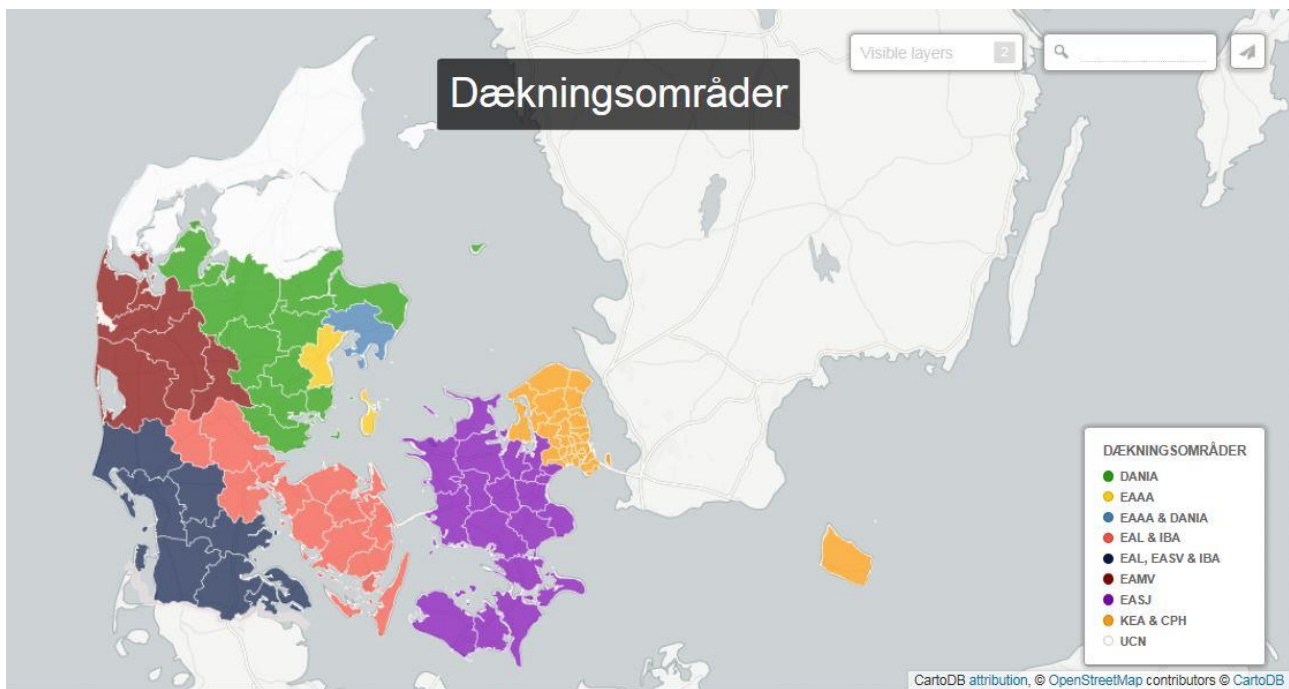 Visible layers 2
Dækningsområder
DÆKNINGSOMRÅDER
DANIA
EAAA
EAAA & DANIA
EAL & IBA
EAL, EASV & IBA
EAMV
EASJ
KEA & CPH
UCN
CartoDB attribution, © OpenStreetMap contributors © CartoDB